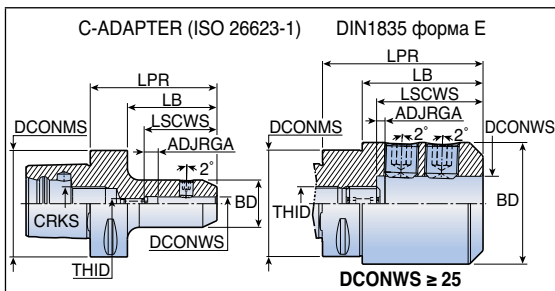 C-ADAPTER (ISO 26623-1) DIN1835 форма E
LPR
LB
LSCWS
ADJRGA
DCONMS
2°
BD
CRKS
DCONWS
THID
LPR
LB
LSCWS
ADJRGA
DCONMS
2°
2°
DCONWS
THID
BD
DCONWS ≥ 25